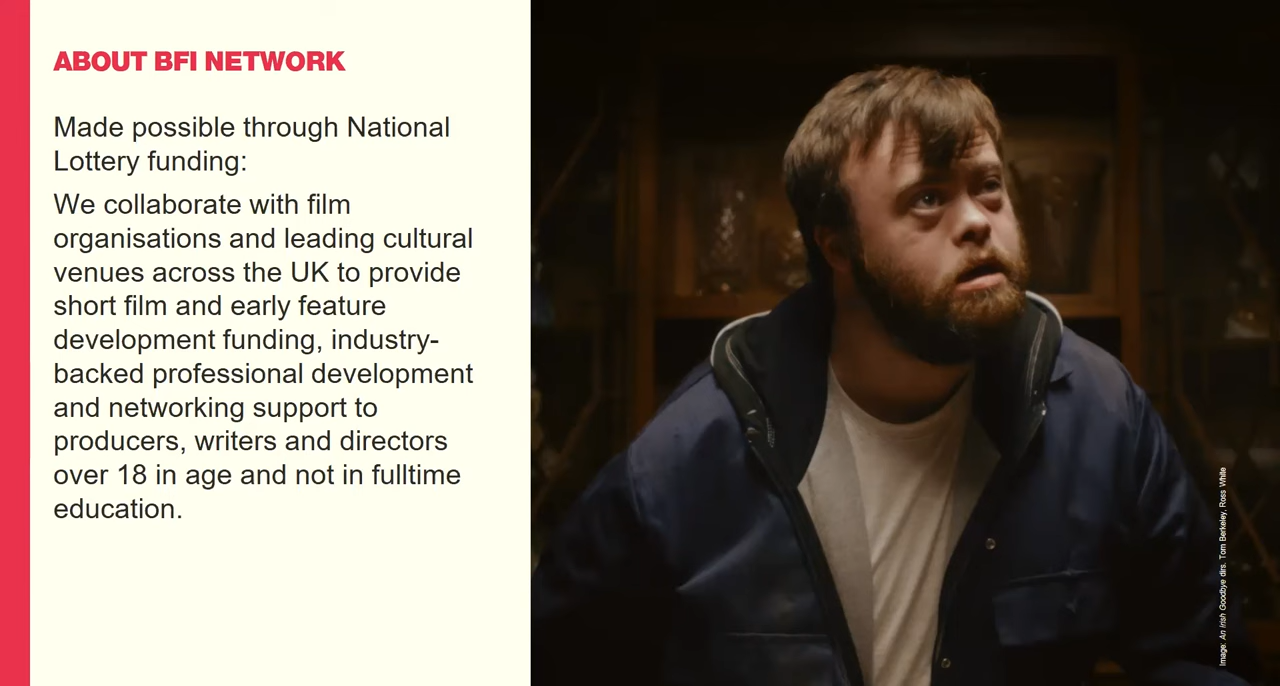 ABOUT BFI NETWORK
Made possible through National
Lottery funding:
We collaborate with film
organisations and leading cultural
venues across the UK to provide
short film and early feature
development funding, industry-
backed professional development
and networking support to
producers, writers and directors
over 18 in age and not in fulltime
education.
Image: An Irish Goodbye dirs. Tom Berkeley, Ross White